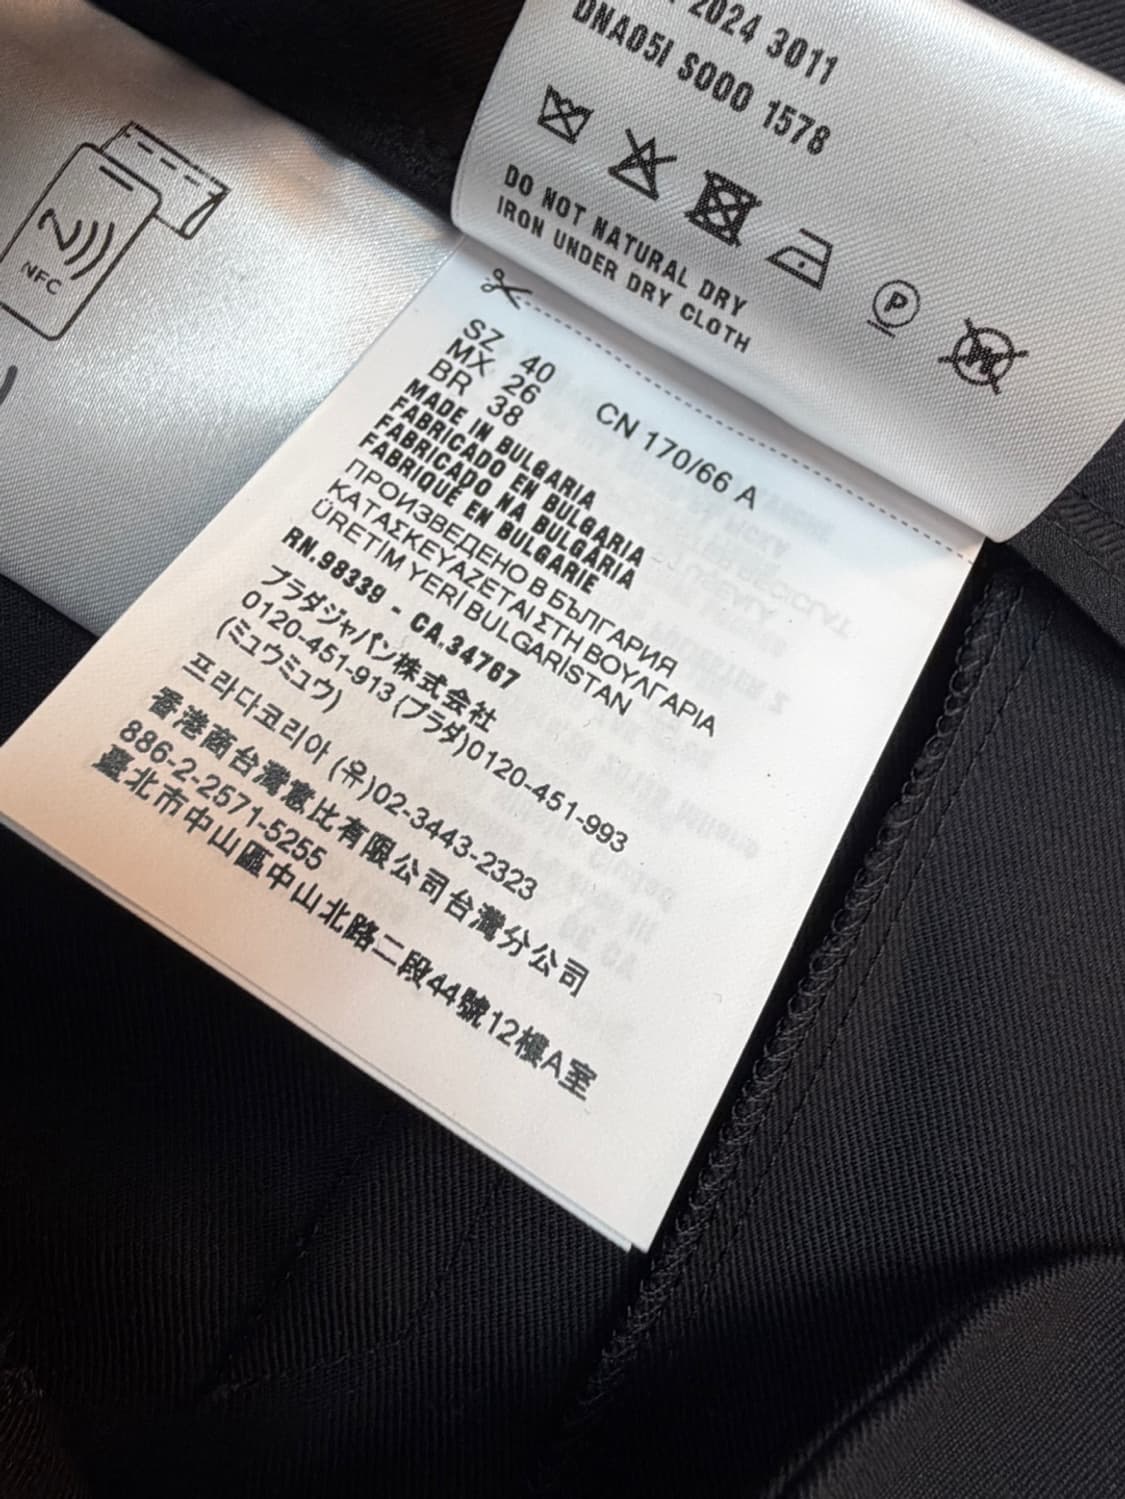 2024 3011
DNA05I S000 1578
DO NOT NATURAL DRY
IRON UNDER DRY CLOTH
P
NFC
SZ 40
MX 26
BR 38 CN 170/66 A
MADE IN BULGARIA
FABRICADO EN BULGARIA
FABRICADO NA BULGÁRIA
FABRIQUÉ EN BULGARIE
ПРОИЗВЕДЕНО В БЪЛГАРИЯ
ΚΑΤΑΣΚΕΥΑΖΕΤΑΙ ΣΤΗ ΒΟΥΛΓΑΡΙΑ
ÜRETİM YERİ BULGARİSTAN
RN.98339 - CA.34767
プラダジャパン株式会社
0120-451-913 (プラダ)0120-451-993
(ミュウミュウ)
프라다코리아 (유)02-3443-2323
香港商台灣意比有限公司台灣分公司
886-2-2571-5255
臺北市中山區中山北路二段44號12樓A室